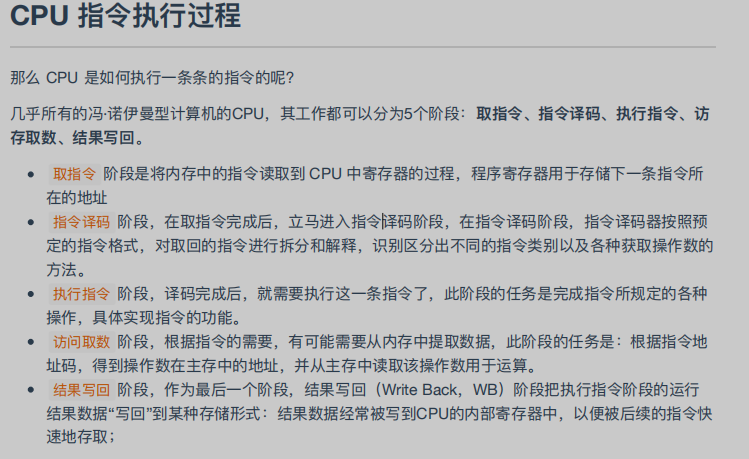 CPU 指令执行过程
那么 CPU 是如何执行一条条的指令的呢?
几乎所有的冯·诺伊曼型计算机的CPU，其工作都可以分为5个阶段：取指令、指令译码、执行指令、访
存取数、结果写回。
取指令 阶段是将内存中的指令读取到 CPU 中寄存器的过程，程序寄存器用于存储下一条指令所
在的地址
指令译码 阶段，在取指令完成后，立马进入指令译码阶段，在指令译码阶段，指令译码器按照预
定的指令格式，对取回的指令进行拆分和解释，识别区分出不同的指令类别以及各种获取操作数的
方法。
执行指令 阶段，译码完成后，就需要执行这一条指令了，此阶段的任务是完成指令所规定的各种
操作，具体实现指令的功能。
访问取数 阶段，根据指令的需要，有可能需要从内存中提取数据，此阶段的任务是：根据指令地
址码，得到操作数在主存中的地址，并从主存中读取该操作数用于运算。
结果写回 阶段，作为最后一个阶段，结果写回（Write Back，WB）阶段把执行指令阶段的运行
结果数据“写回”到某种存储形式：结果数据经常被写到CPU的内部寄存器中，以便被后续的指令快
速地存取；